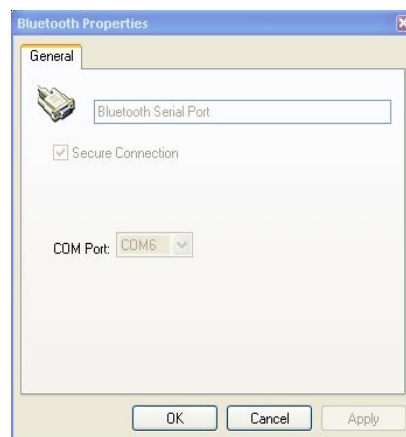 Bluetooth Properties
General
Bluetooth Serial Port
Secure Connection
COM Port: COM6
OK Cancel Apply